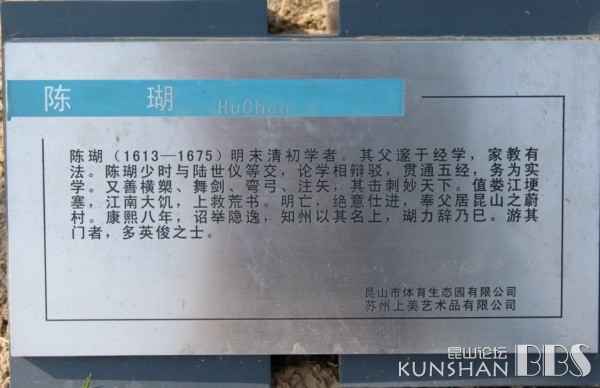 陈 瑚 HuChen
陈瑚（1613—1675）明末清初学者。其父邃于经学，家教有
法。陈瑚少时与陆世仪等交，论学相辩驳，贯通五经，务为实
学。又善横塑、舞剑、弯弓、注矢，其击刺妙天下。值娄江埂
塞，江南大饥，上救荒书。明亡，绝意仕进，奉父居昆山之蔚
村。康熙八年，诏举隐逸，知州以其名上，瑚力辞乃巳。游其
门者，多英俊之士。
昆山市体育生态园有限公司
苏州上美艺术品有限公司
昆山论坛
KUNSHAN BBS